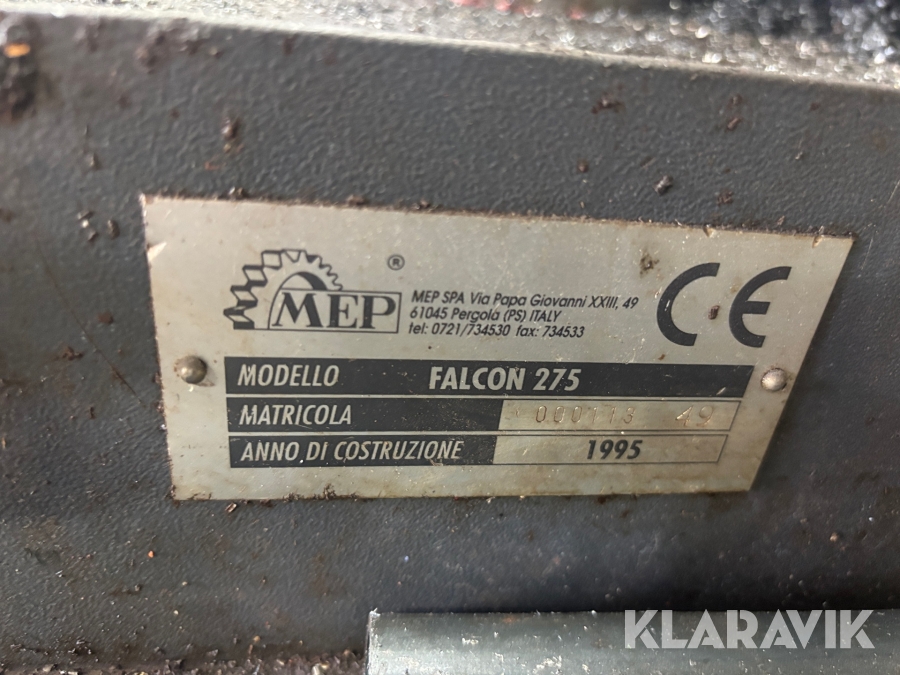 MEP
®
MEP SPA Via Papa Giovanni XXIII, 49
61045 Pergola (PS) ITALY
tel: 0721/734530 fax: 734533
CE
MODELLO FALCON 275
MATRICOLA 49
ANNO DI COSTRUZIONE 1995
KLARAVIK